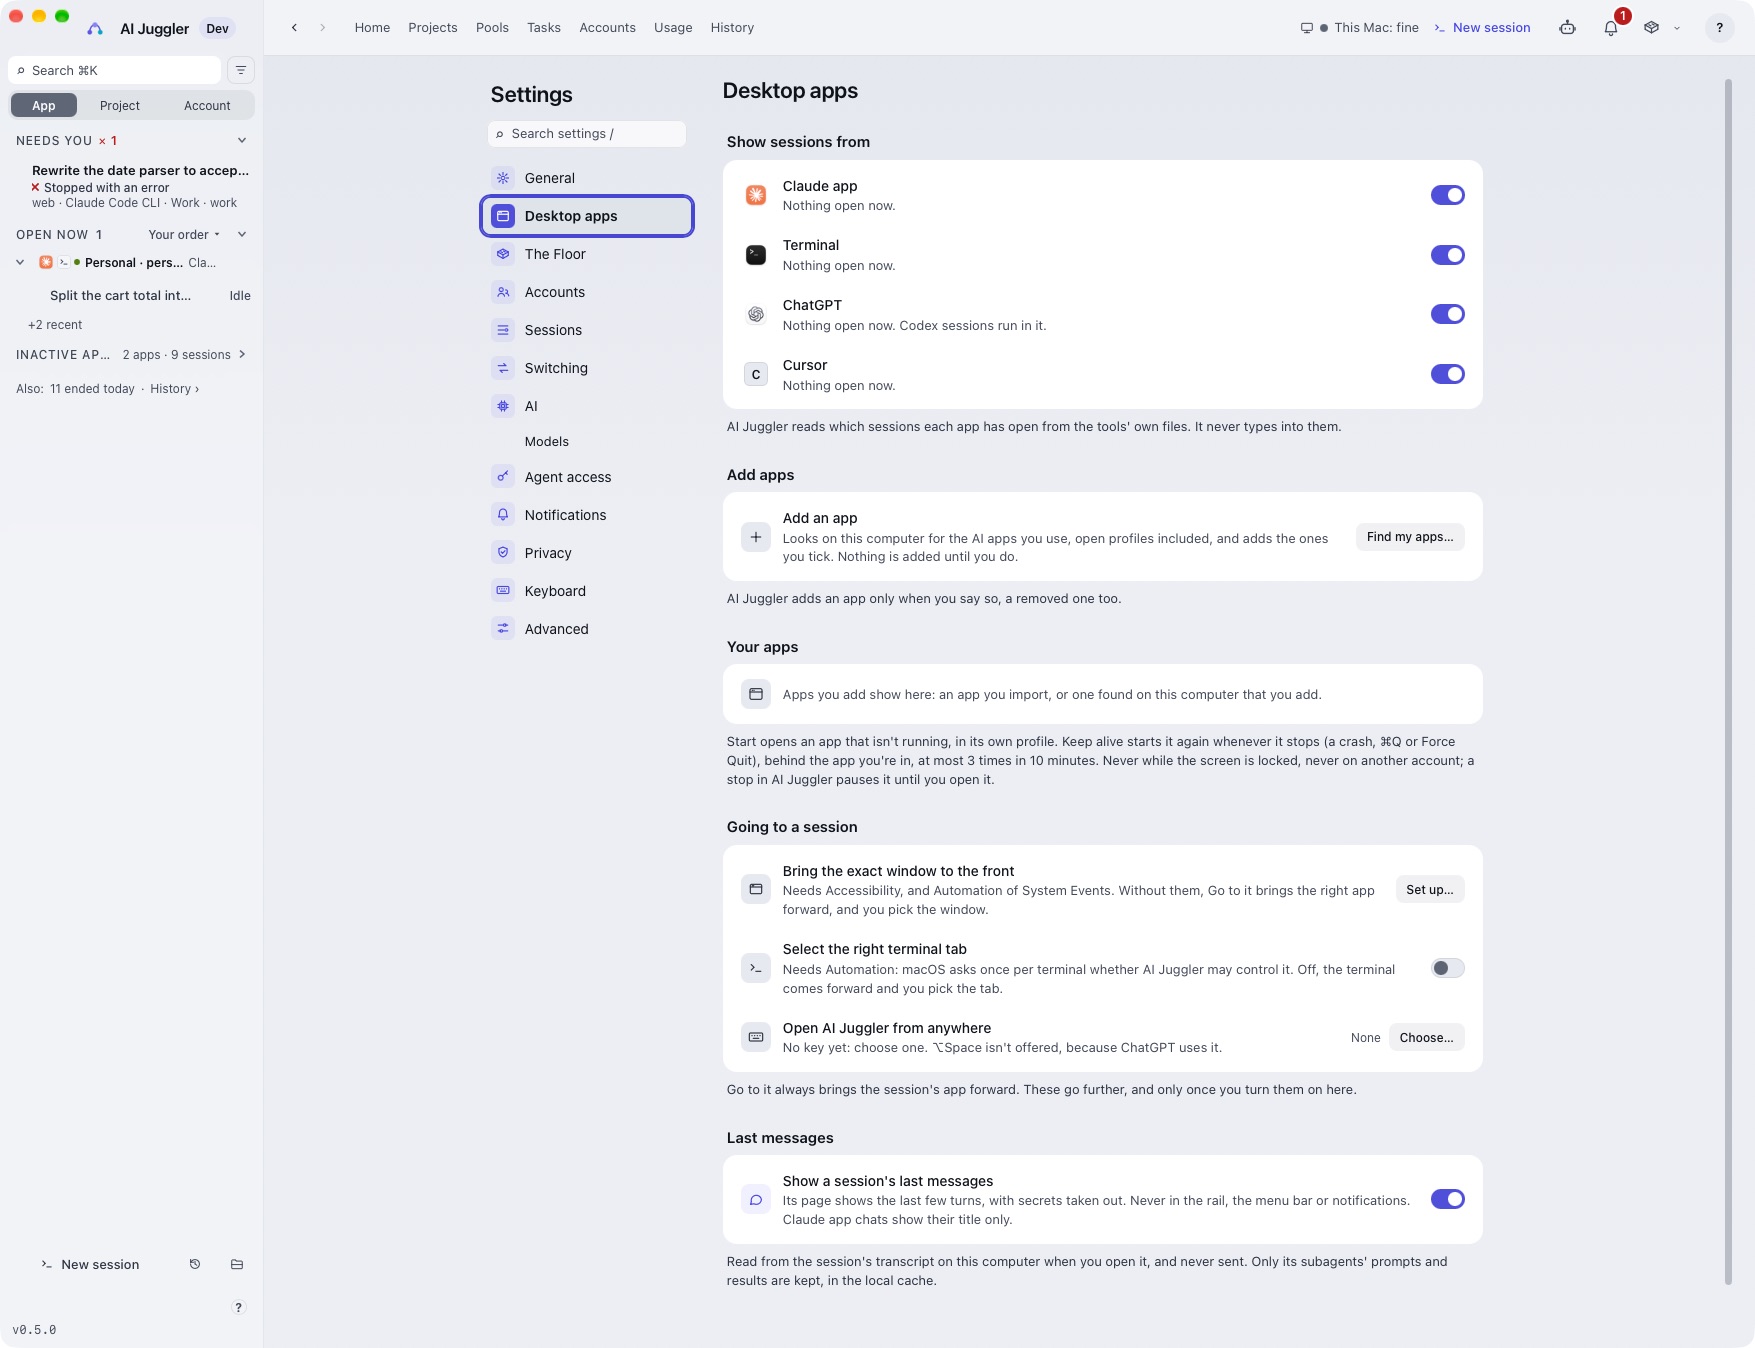 AI Juggler Dev
Search ⌘K
App Project Account
NEEDS YOU × 1
Rewrite the date parser to accep...
× Stopped with an error
web · Claude Code CLI · Work · work
OPEN NOW 1 Your order
Personal · pers... Cla...
Split the cart total int... Idle
+2 recent
INACTIVE AP... 2 apps · 9 sessions
Also: 11 ended today · History ›
New session
?
v0.5.0
Home Projects Pools Tasks Accounts Usage History
This Mac: fine New session 1 ?
Settings
Search settings /
General
Desktop apps
The Floor
Accounts
Sessions
Switching
AI
Models
Agent access
Notifications
Privacy
Keyboard
Advanced
Desktop apps
Show sessions from
Claude app
Nothing open now.
Terminal
Nothing open now.
ChatGPT
Nothing open now. Codex sessions run in it.
C Cursor
Nothing open now.
AI Juggler reads which sessions each app has open from the tools' own files. It never types into them.
Add apps
Add an app
Looks on this computer for the AI apps you use, open profiles included, and adds the ones
you tick. Nothing is added until you do.
Find my apps...
AI Juggler adds an app only when you say so, a removed one too.
Your apps
Apps you add show here: an app you import, or one found on this computer that you add.
Start opens an app that isn't running, in its own profile. Keep alive starts it again whenever it stops (a crash, ⌘Q or Force
Quit), behind the app you're in, at most 3 times in 10 minutes. Never while the screen is locked, never on another account; a
stop in AI Juggler pauses it until you open it.
Going to a session
Bring the exact window to the front
Needs Accessibility, and Automation of System Events. Without them, Go to it brings the right app
forward, and you pick the window.
Set up...
Select the right terminal tab
Needs Automation: macOS asks once per terminal whether AI Juggler may control it. Off, the terminal
comes forward and you pick the tab.
Open AI Juggler from anywhere
No key yet: choose one. ⌥Space isn't offered, because ChatGPT uses it.
None Choose...
Go to it always brings the session's app forward. These go further, and only once you turn them on here.
Last messages
Show a session's last messages
Its page shows the last few turns, with secrets taken out. Never in the rail, the menu bar or notifications.
Claude app chats show their title only.
Read from the session's transcript on this computer when you open it, and never sent. Only its subagents' prompts and
results are kept, in the local cache.